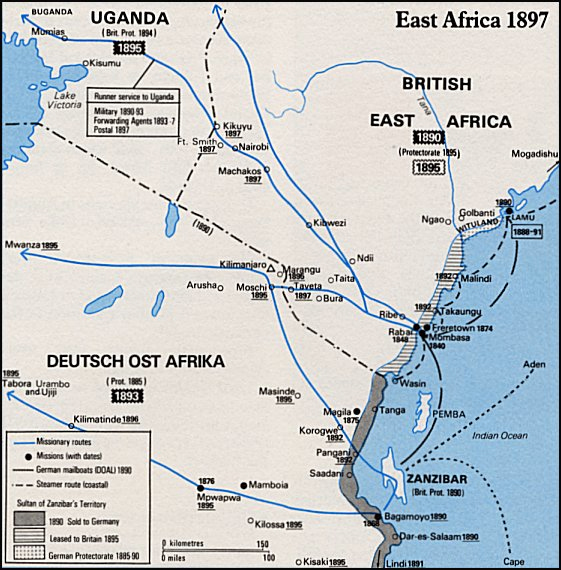 East Africa 1897
BUGANDA
Mumias
UGANDA
(Brit. Prot. 1894)
1895
Kisumu
Lake
Victoria
Runner service to Uganda
Military 1890-93
Forwarding Agents 1893-7
Postal 1897
BRITISH
EAST AFRICA
1890
(Protectorate 1895)
1895
Tana
Mogadishu
Kikuyu
1897
Ft. Smith
1897
Nairobi
Machakos
1897
1890
LAMU
1888-91
Golbanti
Ngao
WITULAND
Kibwezi
(1890)
Mwanza 1895
Ndii
Kilimanjaro
Marangu
1896
Taita
1892
Malindi
Arusha
Moschi
1895
Taveta
1897
Bura
1892
Takaungu
Ribe
Rabai
1848
Freretown 1874
Mombasa
1840
DEUTSCH OST AFRIKA
(Prot. 1885)
1893
1895
Tabora Urambo
and Ujiji
Aden
Wasin
Masinde
1895
Magila
1875
Tanga
PEMBA
Kilimatinde 1896
Korogwe
1892
Indian Ocean
Pangani
1892
Saadani
ZANZIBAR
(Brit. Prot. 1890)
1876
Mpwapwa
1895
Mamboia
Bagamoyo 1890
1868
Kilossa 1895
Dar-es-Salaam 1890
Kisaki 1895
Lindi 1891
Cape
Missionary routes
Missions (with dates)
German mailboats (DOAL) 1890
Steamer route (coastal)
Sultan of Zanzibar's Territory
1890 Sold to Germany
Leased to Britain 1895
German Protectorate 1885-90
0 kilometres 150
0 miles 100